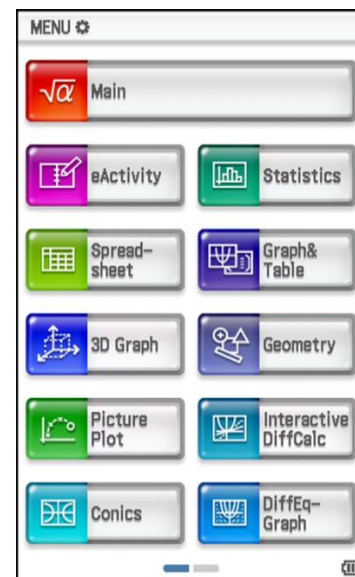 MENU
√α Main
eActivity
Statistics
Spread-
sheet
Graph&
Table
3D Graph
Geometry
Picture
Plot
Interactive
DiffCalc
Conics
DiffEq-
Graph